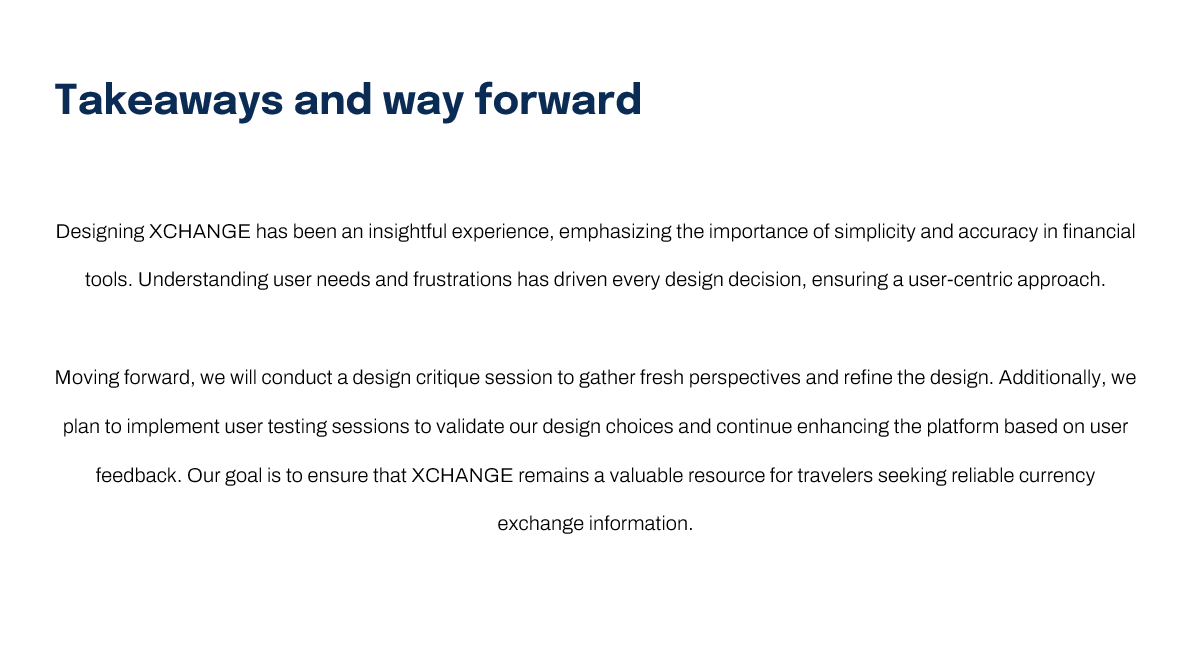 Takeaways and way forward
Designing XCHANGE has been an insightful experience, emphasizing the importance of simplicity and accuracy in financial
tools. Understanding user needs and frustrations has driven every design decision, ensuring a user-centric approach.
Moving forward, we will conduct a design critique session to gather fresh perspectives and refine the design. Additionally, we
plan to implement user testing sessions to validate our design choices and continue enhancing the platform based on user
feedback. Our goal is to ensure that XCHANGE remains a valuable resource for travelers seeking reliable currency
exchange information.